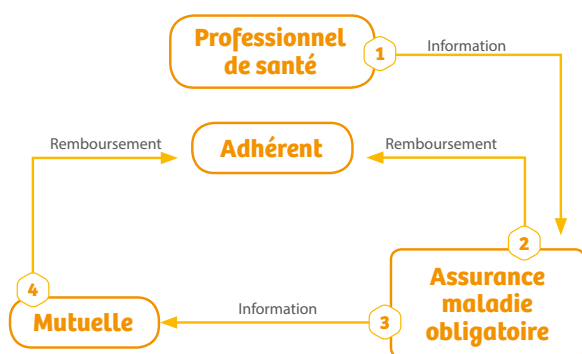 Professionnel
de santé
1
Information
Remboursement
Adhérent
Remboursement
2
Assurance
maladie
obligatoire
3
Information
4
Mutuelle